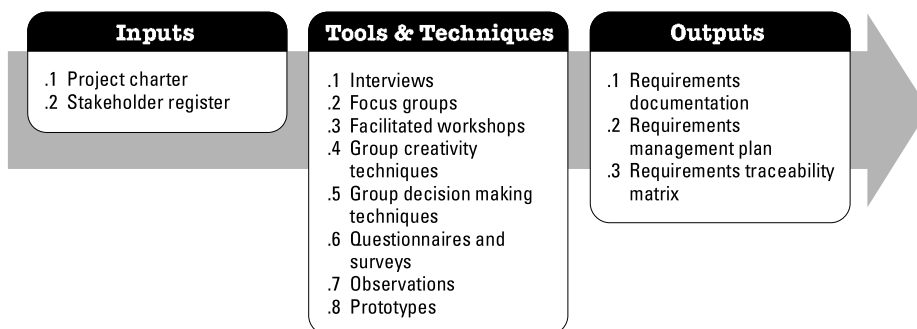 Inputs
.1 Project charter
.2 Stakeholder register
Tools & Techniques
.1 Interviews
.2 Focus groups
.3 Facilitated workshops
.4 Group creativity
techniques
.5 Group decision making
techniques
.6 Questionnaires and
surveys
.7 Observations
.8 Prototypes
Outputs
.1 Requirements
documentation
.2 Requirements
management plan
.3 Requirements traceability
matrix